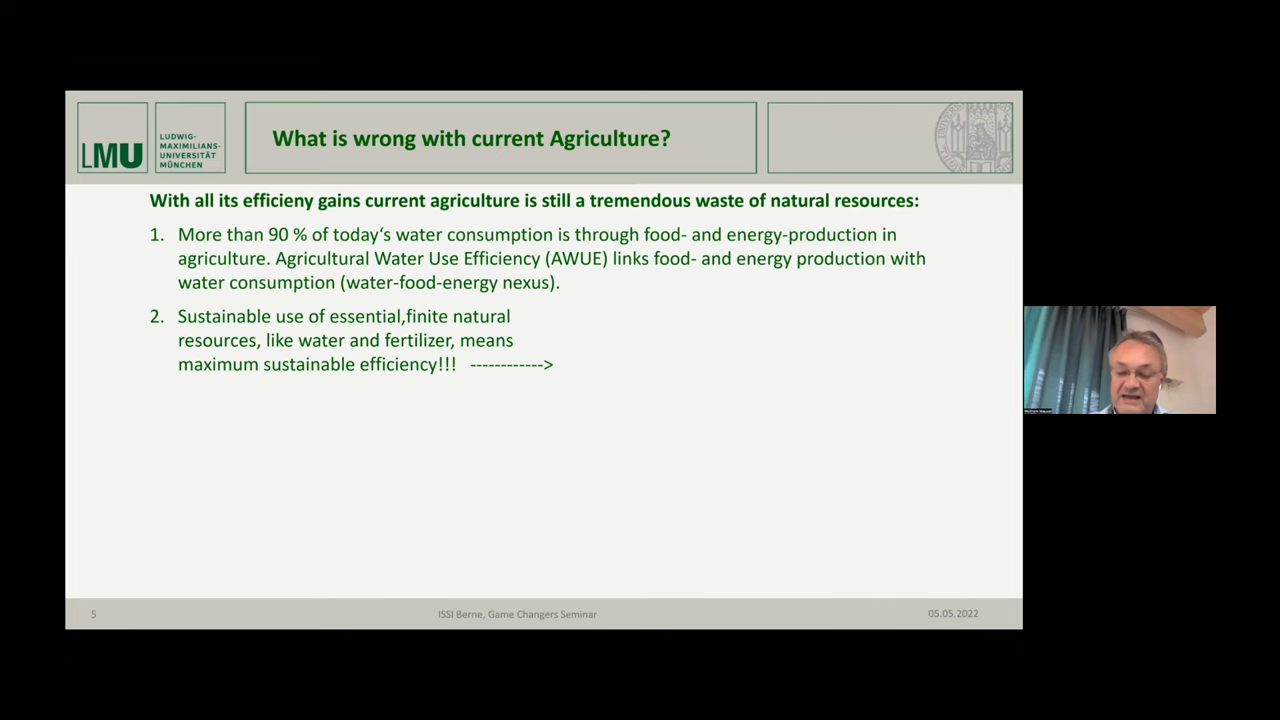 LMU
LUDWIG-
MAXIMILIANS-
UNIVERSITÄT
MÜNCHEN
What is wrong with current Agriculture?
With all its efficieny gains current agriculture is still a tremendous waste of natural resources:
1. More than 90 % of today‘s water consumption is through food- and energy-production in
agriculture. Agricultural Water Use Efficiency (AWUE) links food- and energy production with
water consumption (water-food-energy nexus).
2. Sustainable use of essential,finite natural
resources, like water and fertilizer, means
maximum sustainable efficiency!!! ------------>
5
ISSI Berne, Game Changers Seminar
05.05.2022